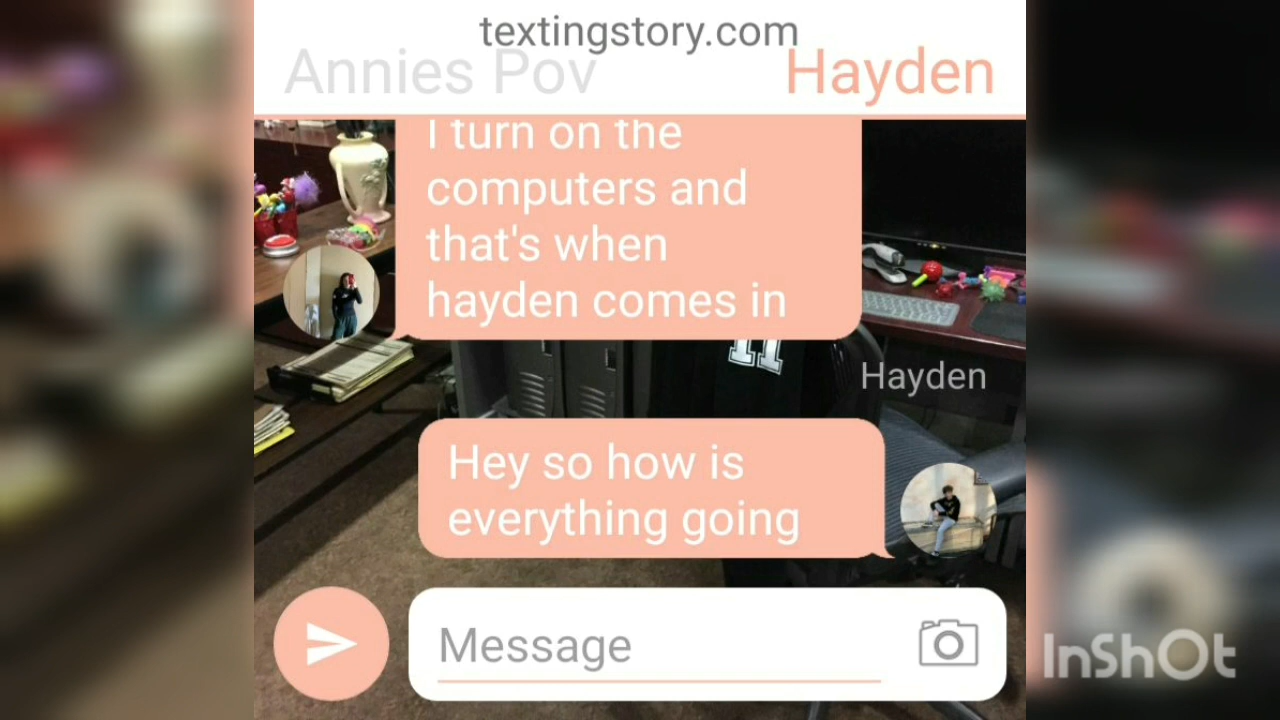 textingstory.com
Annies Pov
Hayden
I turn on the
computers and
that's when
hayden comes in
11
Hayden
Hey so how is
everything going
Message
InShOt